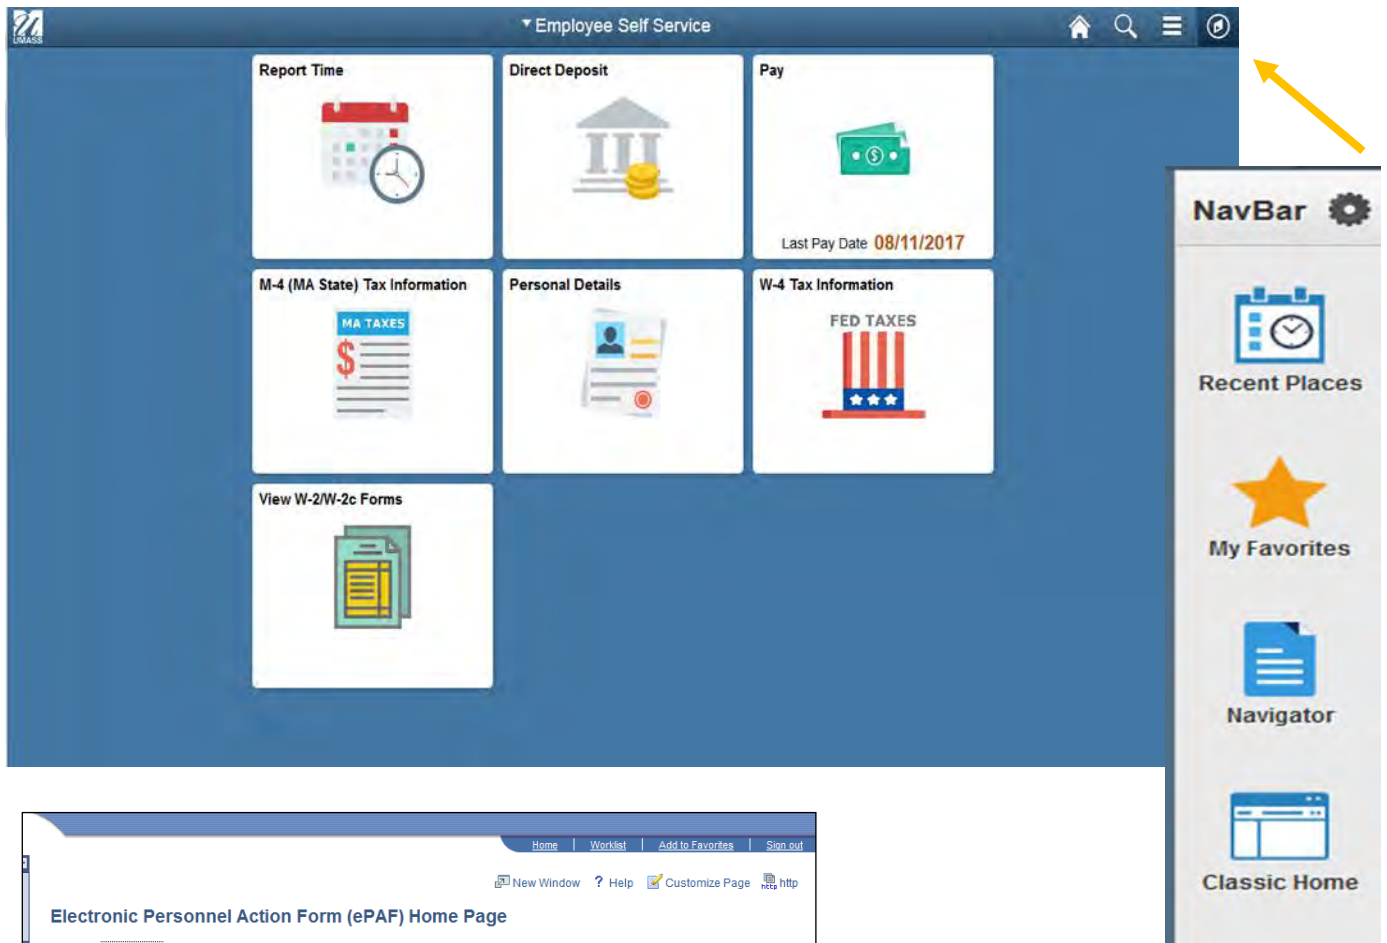 UMASS
Employee Self Service
Report Time
Direct Deposit
Pay
Last Pay Date 08/11/2017
M-4 (MA State) Tax Information
MA TAXES
$
Personal Details
W-4 Tax Information
FED TAXES
View W-2/W-2c Forms
NavBar
Recent Places
My Favorites
Navigator
Classic Home
Home | Worklist | Add to Favorites | Sign out
New Window ? Help Customize Page http
Electronic Personnel Action Form (ePAF) Home Page